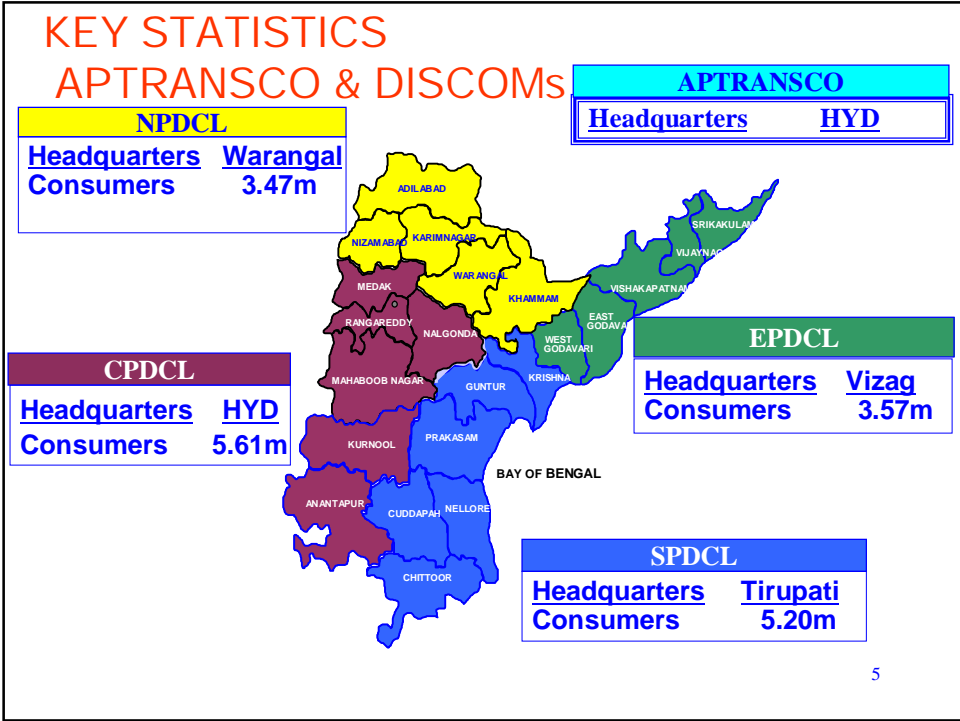 KEY STATISTICS
APTRANSCO & DISCOMs
APTRANSCO
Headquarters HYD
NPDCL
Headquarters Warangal
Consumers 3.47m
ADILABAD
NIZAMABAD
KARIMNAGAR
WARANGAL
KHAMMAM
SRIKAKULAM
VIJAYNAG
VISHAKAPATNAM
EAST
GODAVA
WEST
GODAVARI
MEDAK
RANGAREDDY
NALGONDA
MAHABOOB NAGAR
KRISHNA
GUNTUR
EPDCL
Headquarters Vizag
Consumers 3.57m
CPDCL
Headquarters HYD
Consumers 5.61m
KURNOOL
PRAKASAM
BAY OF BENGAL
ANANTAPUR
CUDDAPAH
NELLORE
CHITTOOR
SPDCL
Headquarters Tirupati
Consumers 5.20m
5